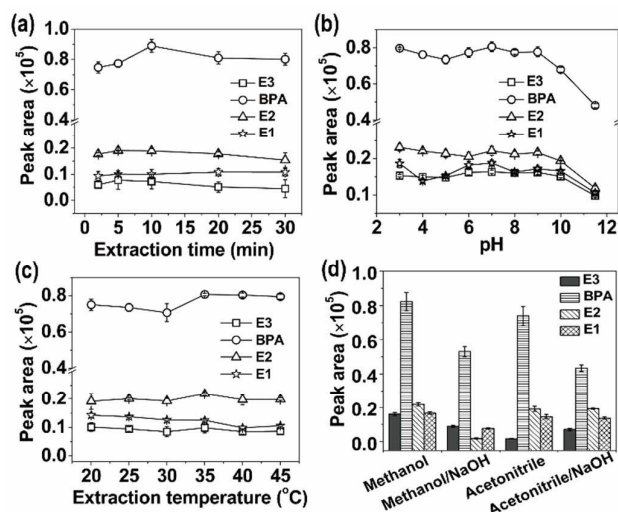 (a)
Peak area (×10⁵)
1.0
0.8
0.6
0.4
0.2
0.1
0.0
E3
BPA
E2
E1
0 5 10 15 20 25 30
Extraction time (min)
(b)
Peak area (×10⁵)
0.8
0.6
0.4
0.2
0.1
E3
BPA
E2
E1
2 4 6 8 10 12
pH
(c)
Peak area (×10⁵)
0.8
0.6
0.4
0.2
0.1
0.0
E3
BPA
E2
E1
20 25 30 35 40 45
Extraction temperature (°C)
(d)
Peak area (×10⁵)
1.0
0.8
0.6
0.4
0.2
0.0
E3
BPA
E2
E1
Methanol
Methanol/NaOH
Acetonitrile
Acetonitrile/NaOH